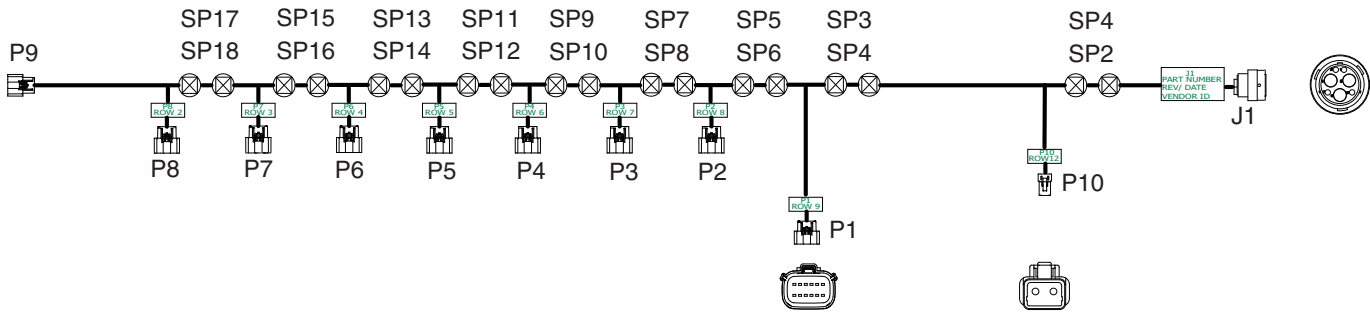 SP17 SP15 SP13 SP11 SP9 SP7 SP5 SP3 SP4
P9 SP18 SP16 SP14 SP12 SP10 SP8 SP6 SP4 SP2
J1
PART NUMBER
REV/ DATE
VENDOR ID
J1
P8
ROW 2
P7
ROW 3
P6
ROW 4
P5
ROW 5
P4
ROW 6
P3
ROW 7
P2
ROW 8
P8 P7 P6 P5 P4 P3 P2
P10
ROW12
P10
P1
ROW 9
P1